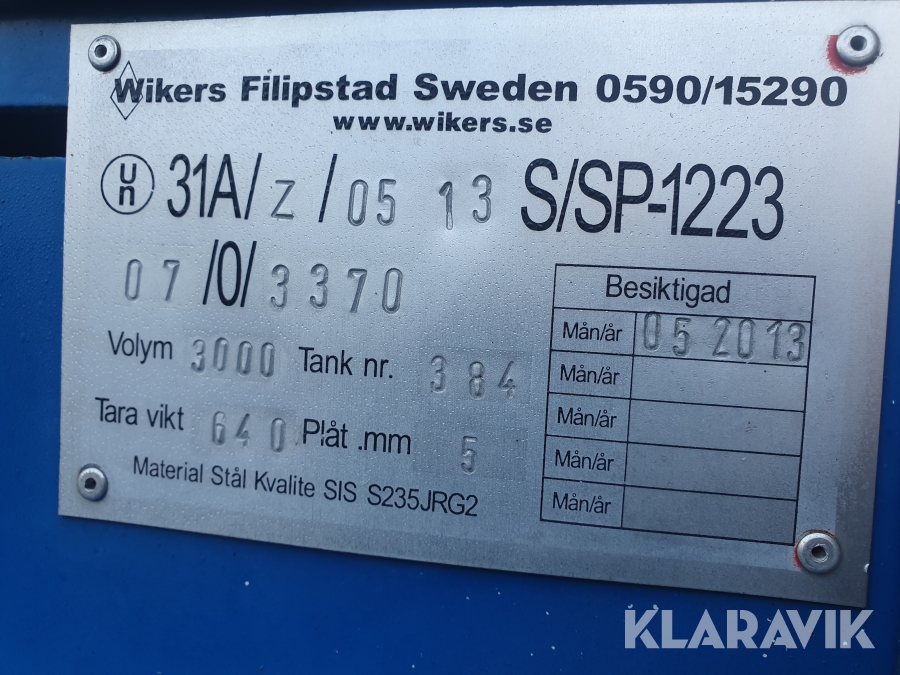 Wikers Filipstad Sweden 0590/15290
www.wikers.se
un 31A/Z/05 13 S/SP-1223
07/0/3370
Volym 3000 Tank nr. 384
Tara vikt 640 Plåt .mm 5
Material Stål Kvalite SIS S235JRG2
Besiktigad
Mån/år 05 2013
Mån/år
Mån/år
Mån/år
Mån/år
KLARAVIK